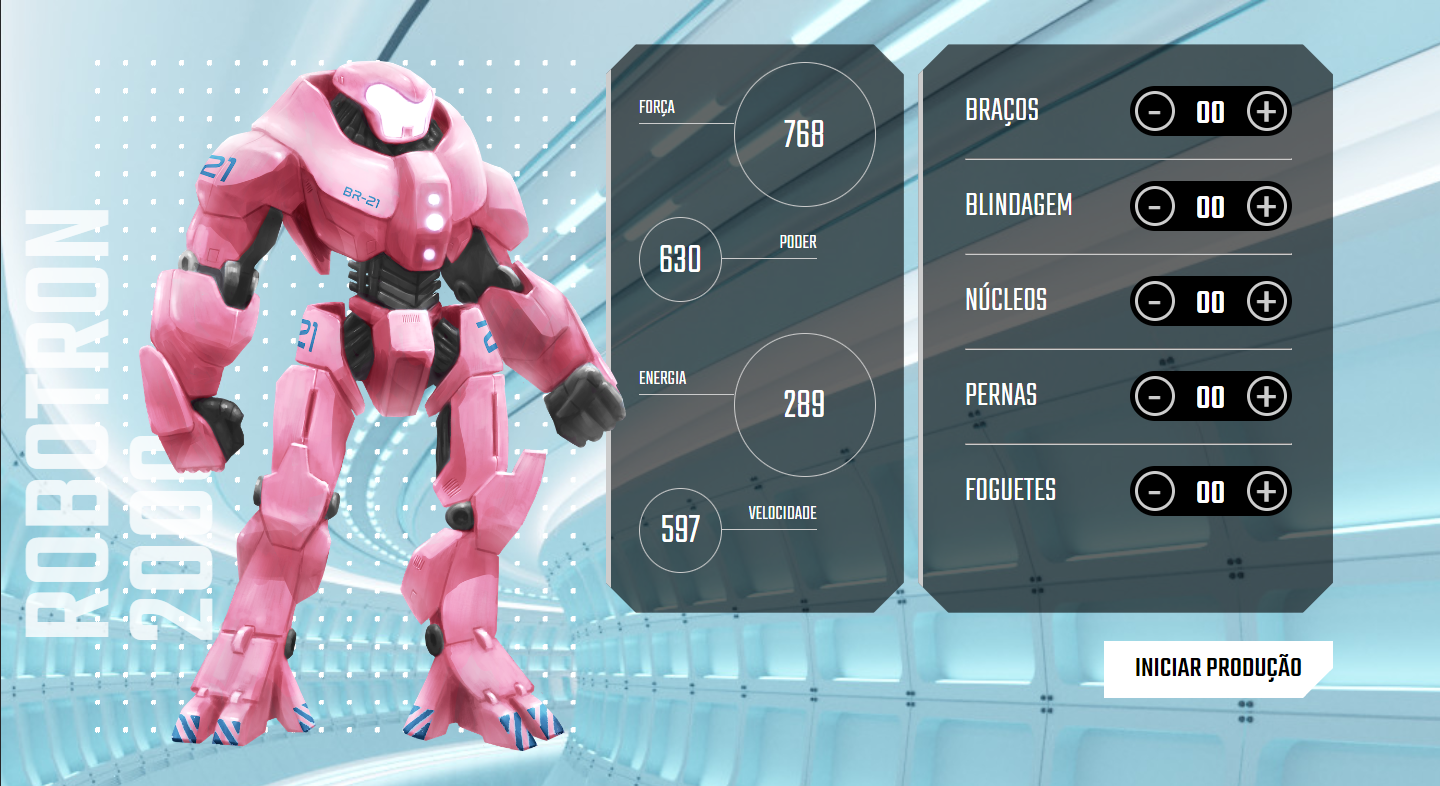 ROBOTRON
2000
21
BR-21
21
FORÇA
768
630
PODER
ENERGIA
289
597
VELOCIDADE
BRAÇOS
- 00 +
BLINDAGEM
- 00 +
NÚCLEOS
- 00 +
PERNAS
- 00 +
FOGUETES
- 00 +
INICIAR PRODUÇÃO